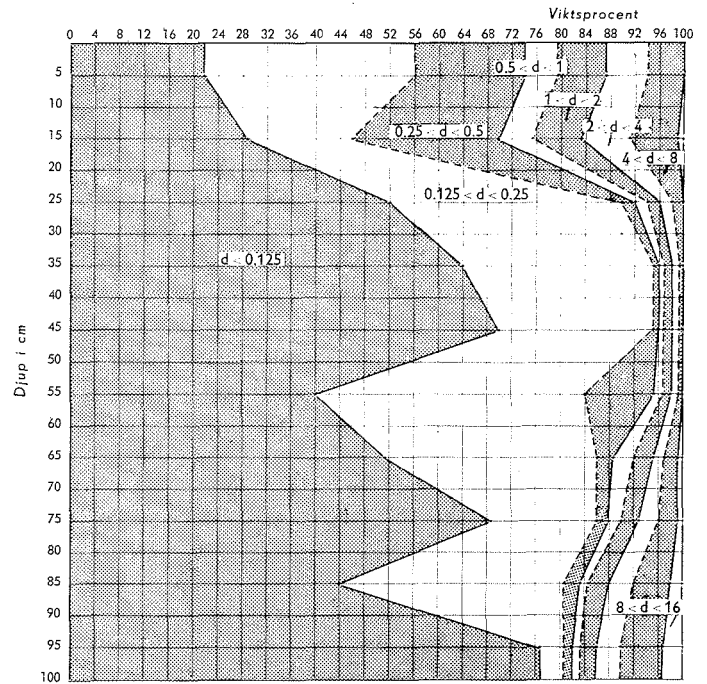 Viktsprocent
0 4 8 12 16 20 24 28 32 36 40 44 48 52 56 60 64 68 72 76 80 84 88 92 96 100
5
10
15
20
25
30
35
40
45
50
55
60
65
70
75
80
85
90
95
100
Djup i cm
0.5 < d < 1
1 < d < 2
2 < d < 4
0.25 < d < 0.5
4 < d < 8
0.125 < d < 0.25
d < 0.125
8 < d < 16